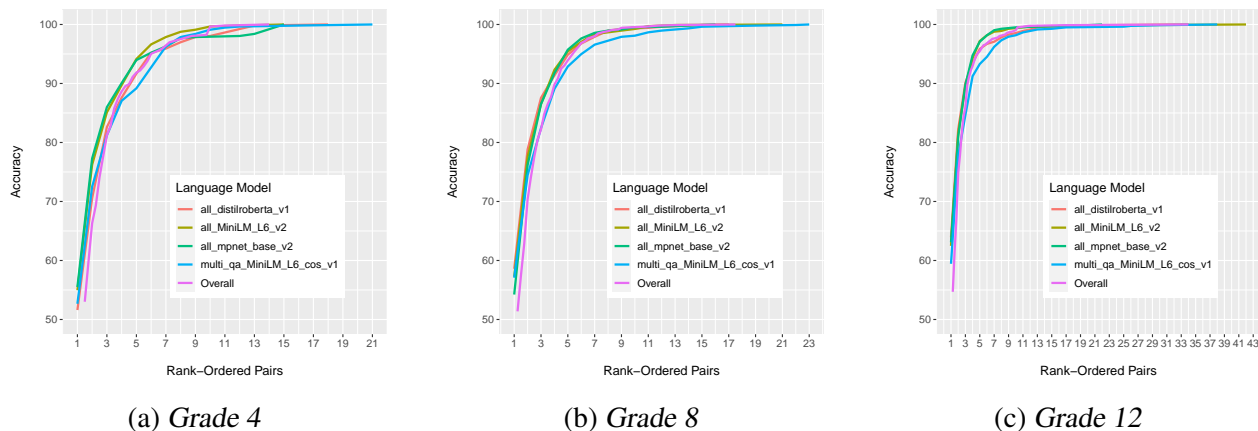 100
90
80
70
60
50
Accuracy
Language Model
all_distilroberta_v1
all_MiniLM_L6_v2
all_mpnet_base_v2
multi_qa_MiniLM_L6_cos_v1
Overall
1 3 5 7 9 11 13 15 17 19 21
Rank−Ordered Pairs
(a) Grade 4
100
90
80
70
60
50
Accuracy
Language Model
all_distilroberta_v1
all_MiniLM_L6_v2
all_mpnet_base_v2
multi_qa_MiniLM_L6_cos_v1
Overall
1 3 5 7 9 11 13 15 17 19 21 23
Rank−Ordered Pairs
(b) Grade 8
100
90
80
70
60
50
Accuracy
Language Model
all_distilroberta_v1
all_MiniLM_L6_v2
all_mpnet_base_v2
multi_qa_MiniLM_L6_cos_v1
Overall
1 3 5 7 9 11 13 15 17 19 21 23 25 27 29 31 33 35 37 39 41 43
Rank−Ordered Pairs
(c) Grade 12